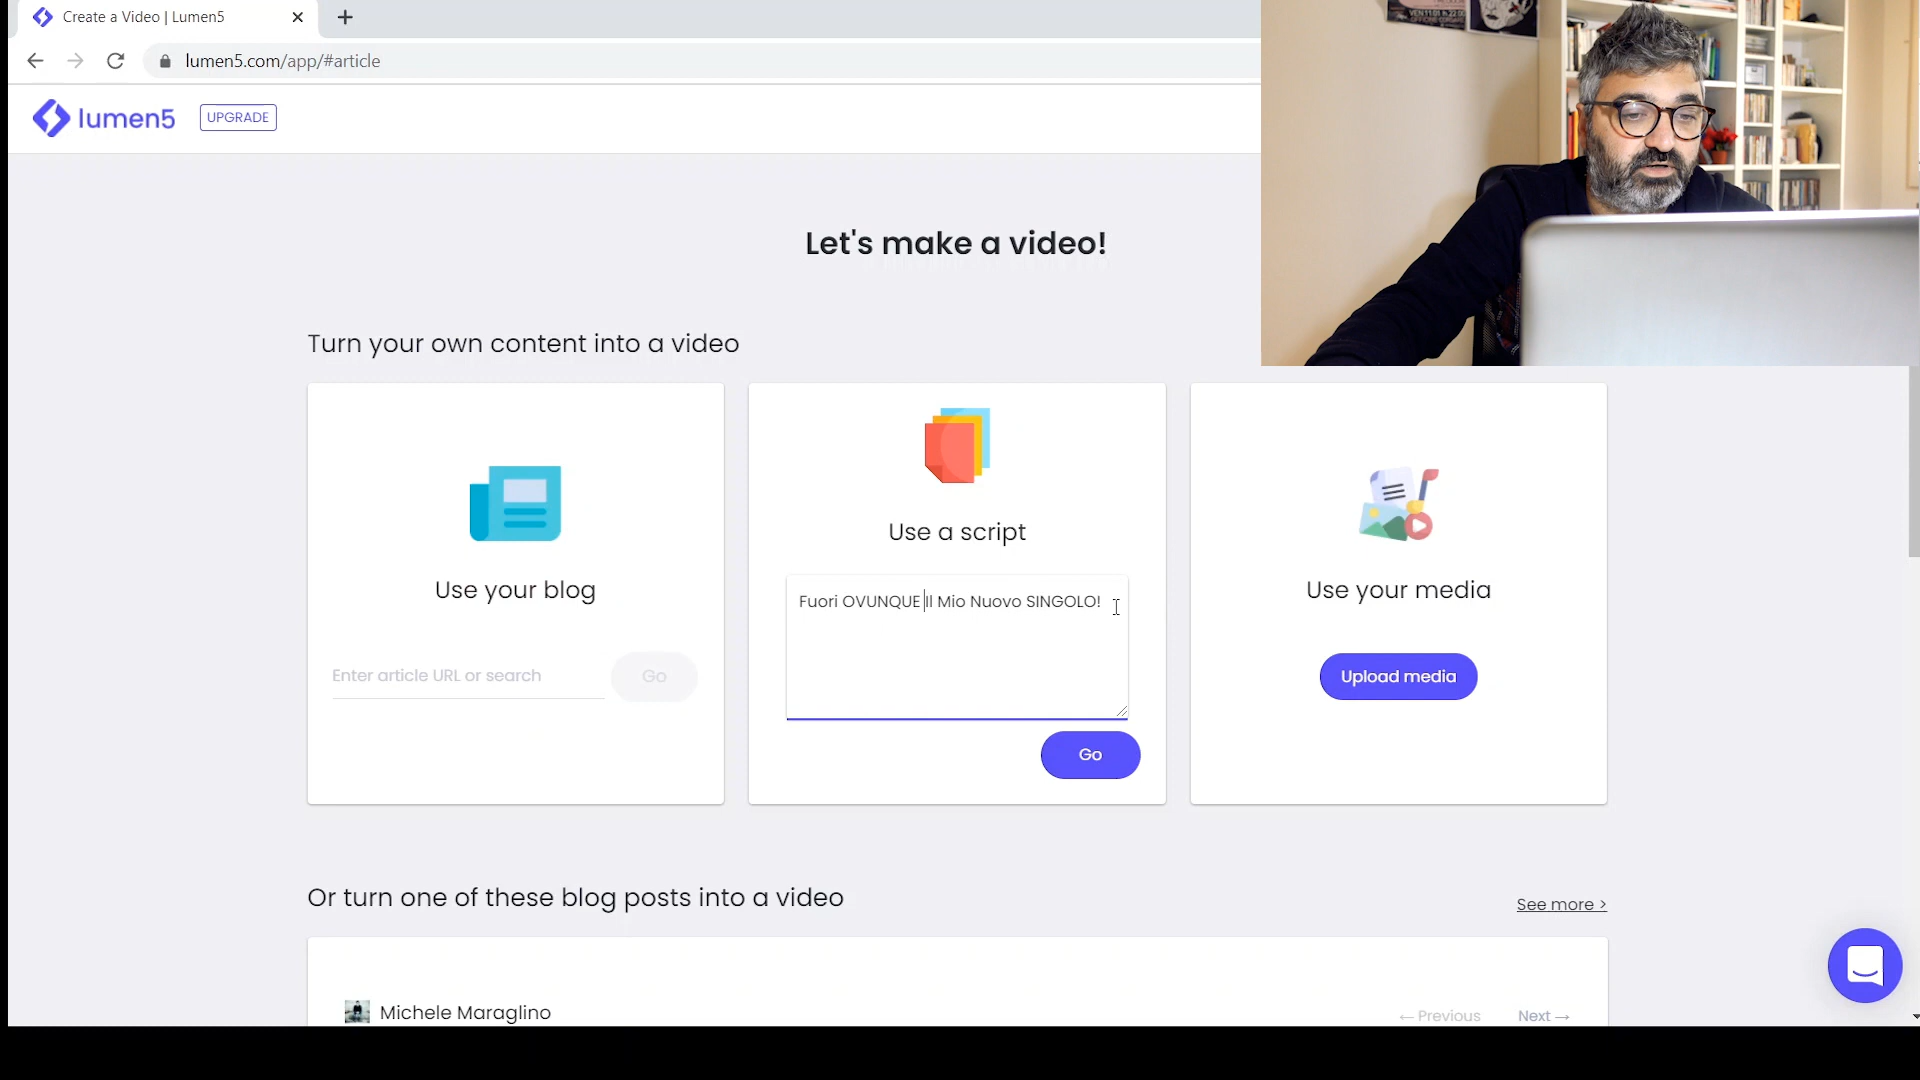 Create a Video | Lumen5
lumen5.com/app/#article
lumen5
UPGRADE
Let's make a video!
Turn your own content into a video
Use your blog
Enter article URL or search
Go
Use a script
Fuori OVUNQUE Il Mio Nuovo SINGOLO!
Go
Use your media
Upload media
Or turn one of these blog posts into a video
See more >
Michele Maraglino
← Previous
Next →